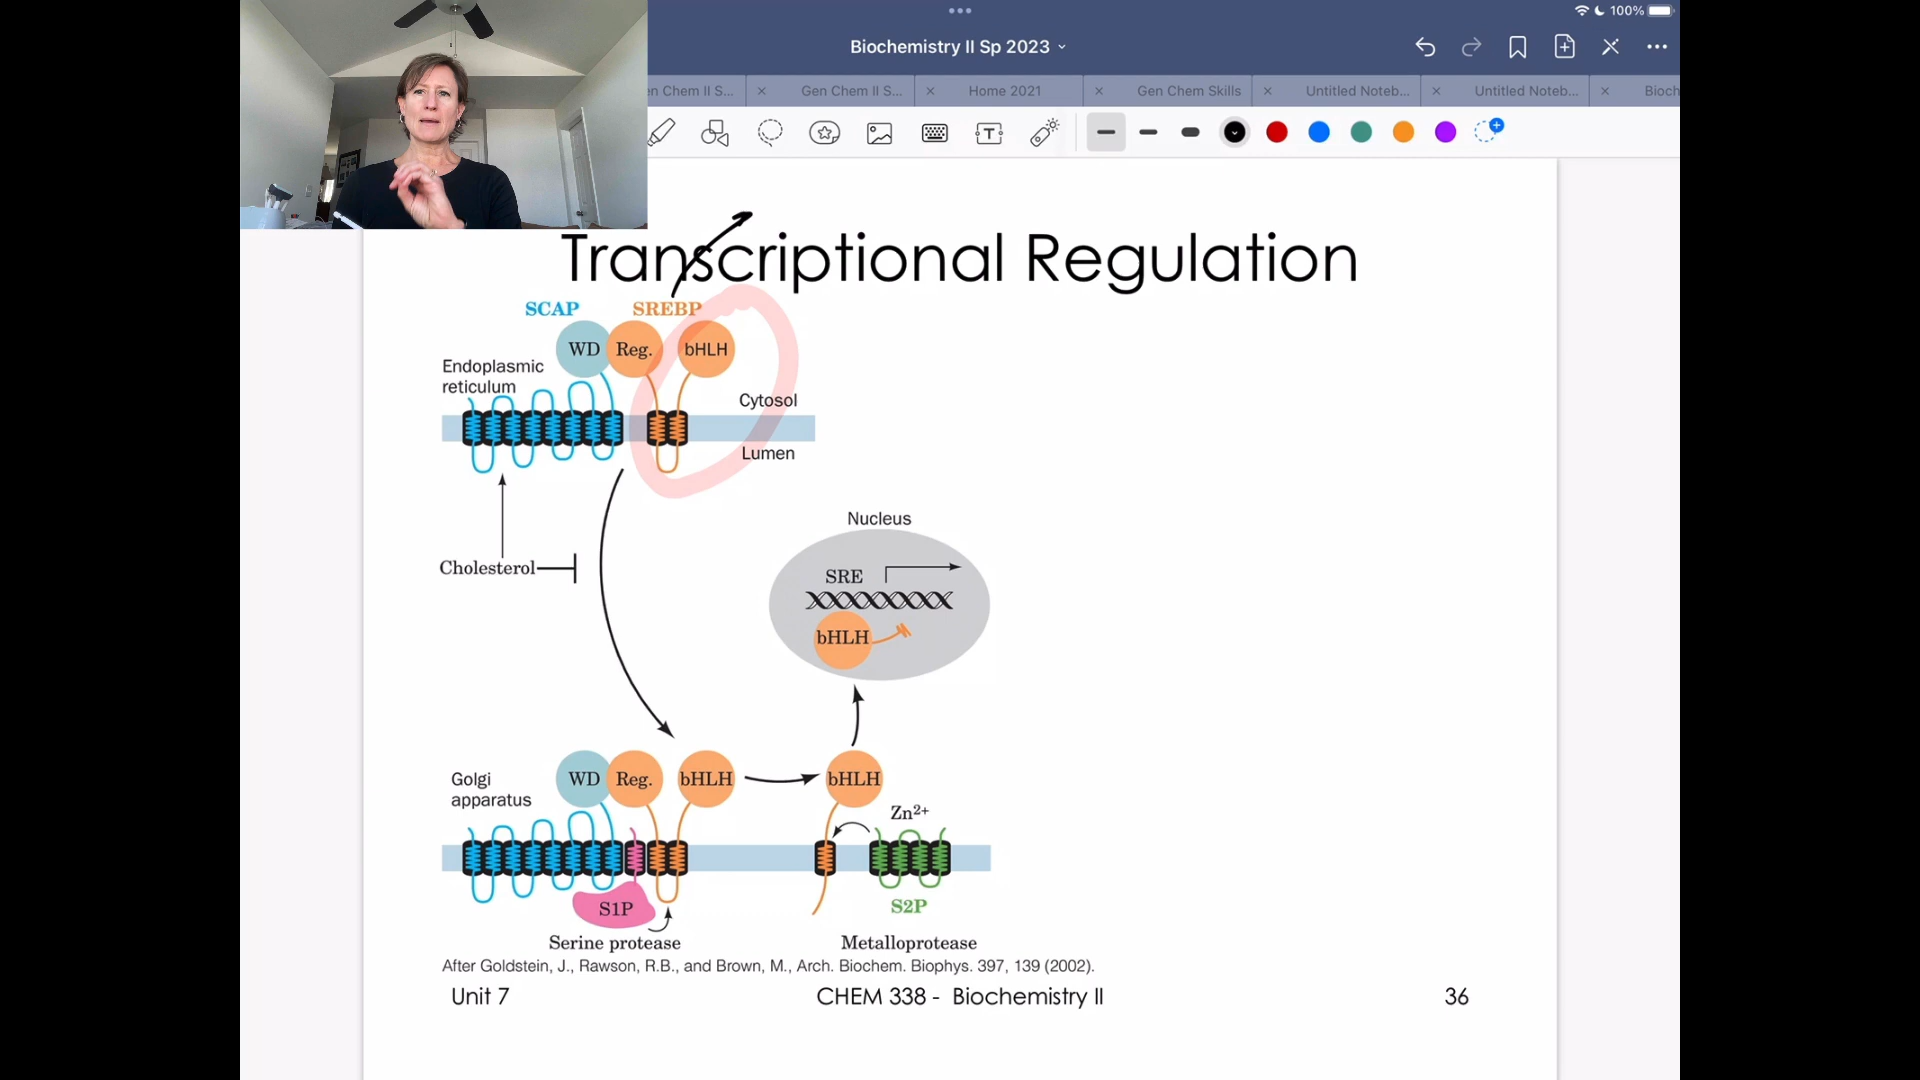 100%
Biochemistry II Sp 2023
en Chem II S...
Gen Chem II S...
Home 2021
Gen Chem Skills
Untitled Noteb...
Untitled Noteb...
Bioch
Transcriptional Regulation
SCAP
SREBP
WD
Reg.
bHLH
Endoplasmic
reticulum
Cytosol
Lumen
Cholesterol
Nucleus
SRE
bHLH
Golgi
apparatus
WD
Reg.
bHLH
bHLH
Zn2+
S1P
S2P
Serine protease
Metalloprotease
After Goldstein, J., Rawson, R.B., and Brown, M., Arch. Biochem. Biophys. 397, 139 (2002).
Unit 7
CHEM 338 - Biochemistry II
36